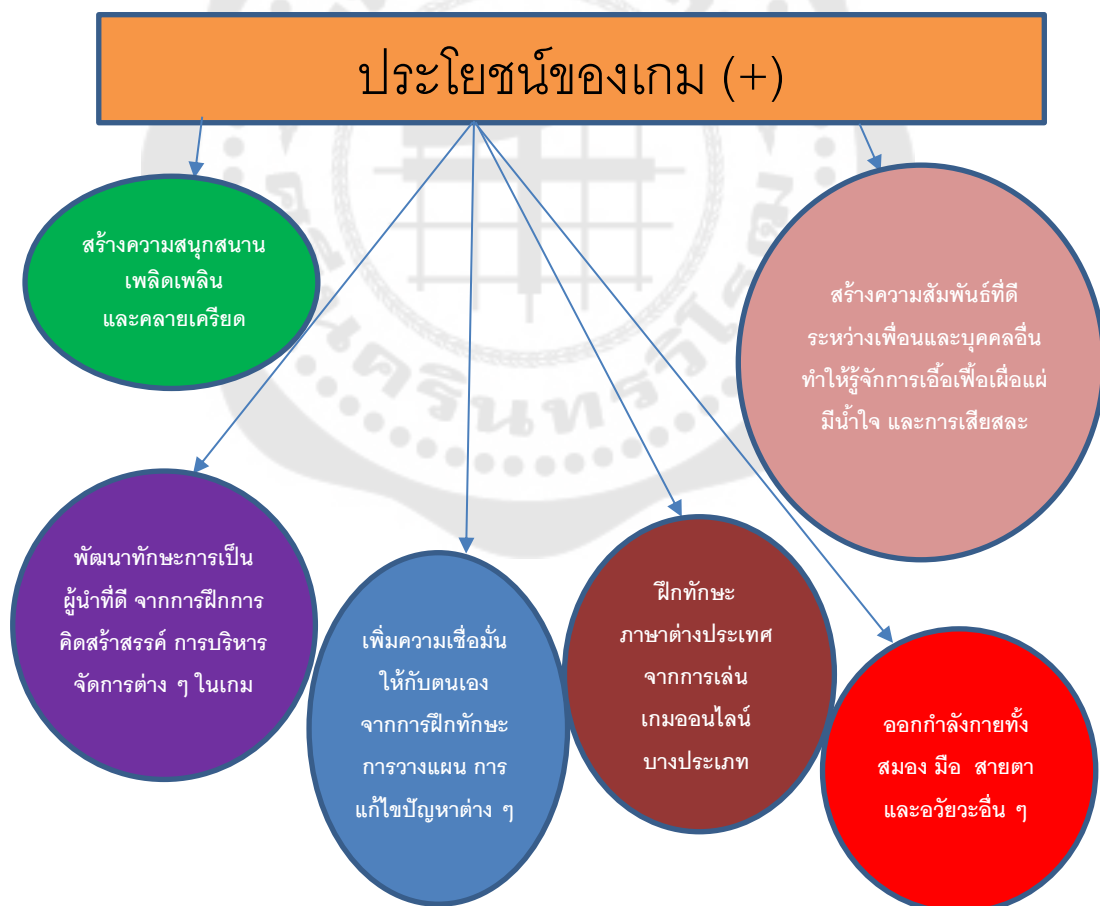 ประโยชน์ของเกม (+)
สร้างความสนุกสนาน
เพลิดเพลิน
และคลายเครียด
สร้างความสัมพันธ์ที่ดี
ระหว่างเพื่อนและบุคคลอื่น
ทำให้รู้จักการเอื้อเฟื้อเผื่อแผ่
มีน้ำใจ และการเสียสละ
พัฒนาทักษะการเป็น
ผู้นำที่ดี จากการฝึกการ
คิดสร้าสรรค์ การบริหาร
จัดการต่าง ๆ ในเกม
เพิ่มความเชื่อมั่น
ให้กับตนเอง
จากการฝึกทักษะ
การวางแผน การ
แก้ไขปัญหาต่าง ๆ
ฝึกทักษะ
ภาษาต่างประเทศ
จากการเล่น
เกมออนไลน์
บางประเภท
ออกกำลังกายทั้ง
สมอง มือ สายตา
และอวัยวะอื่น ๆ